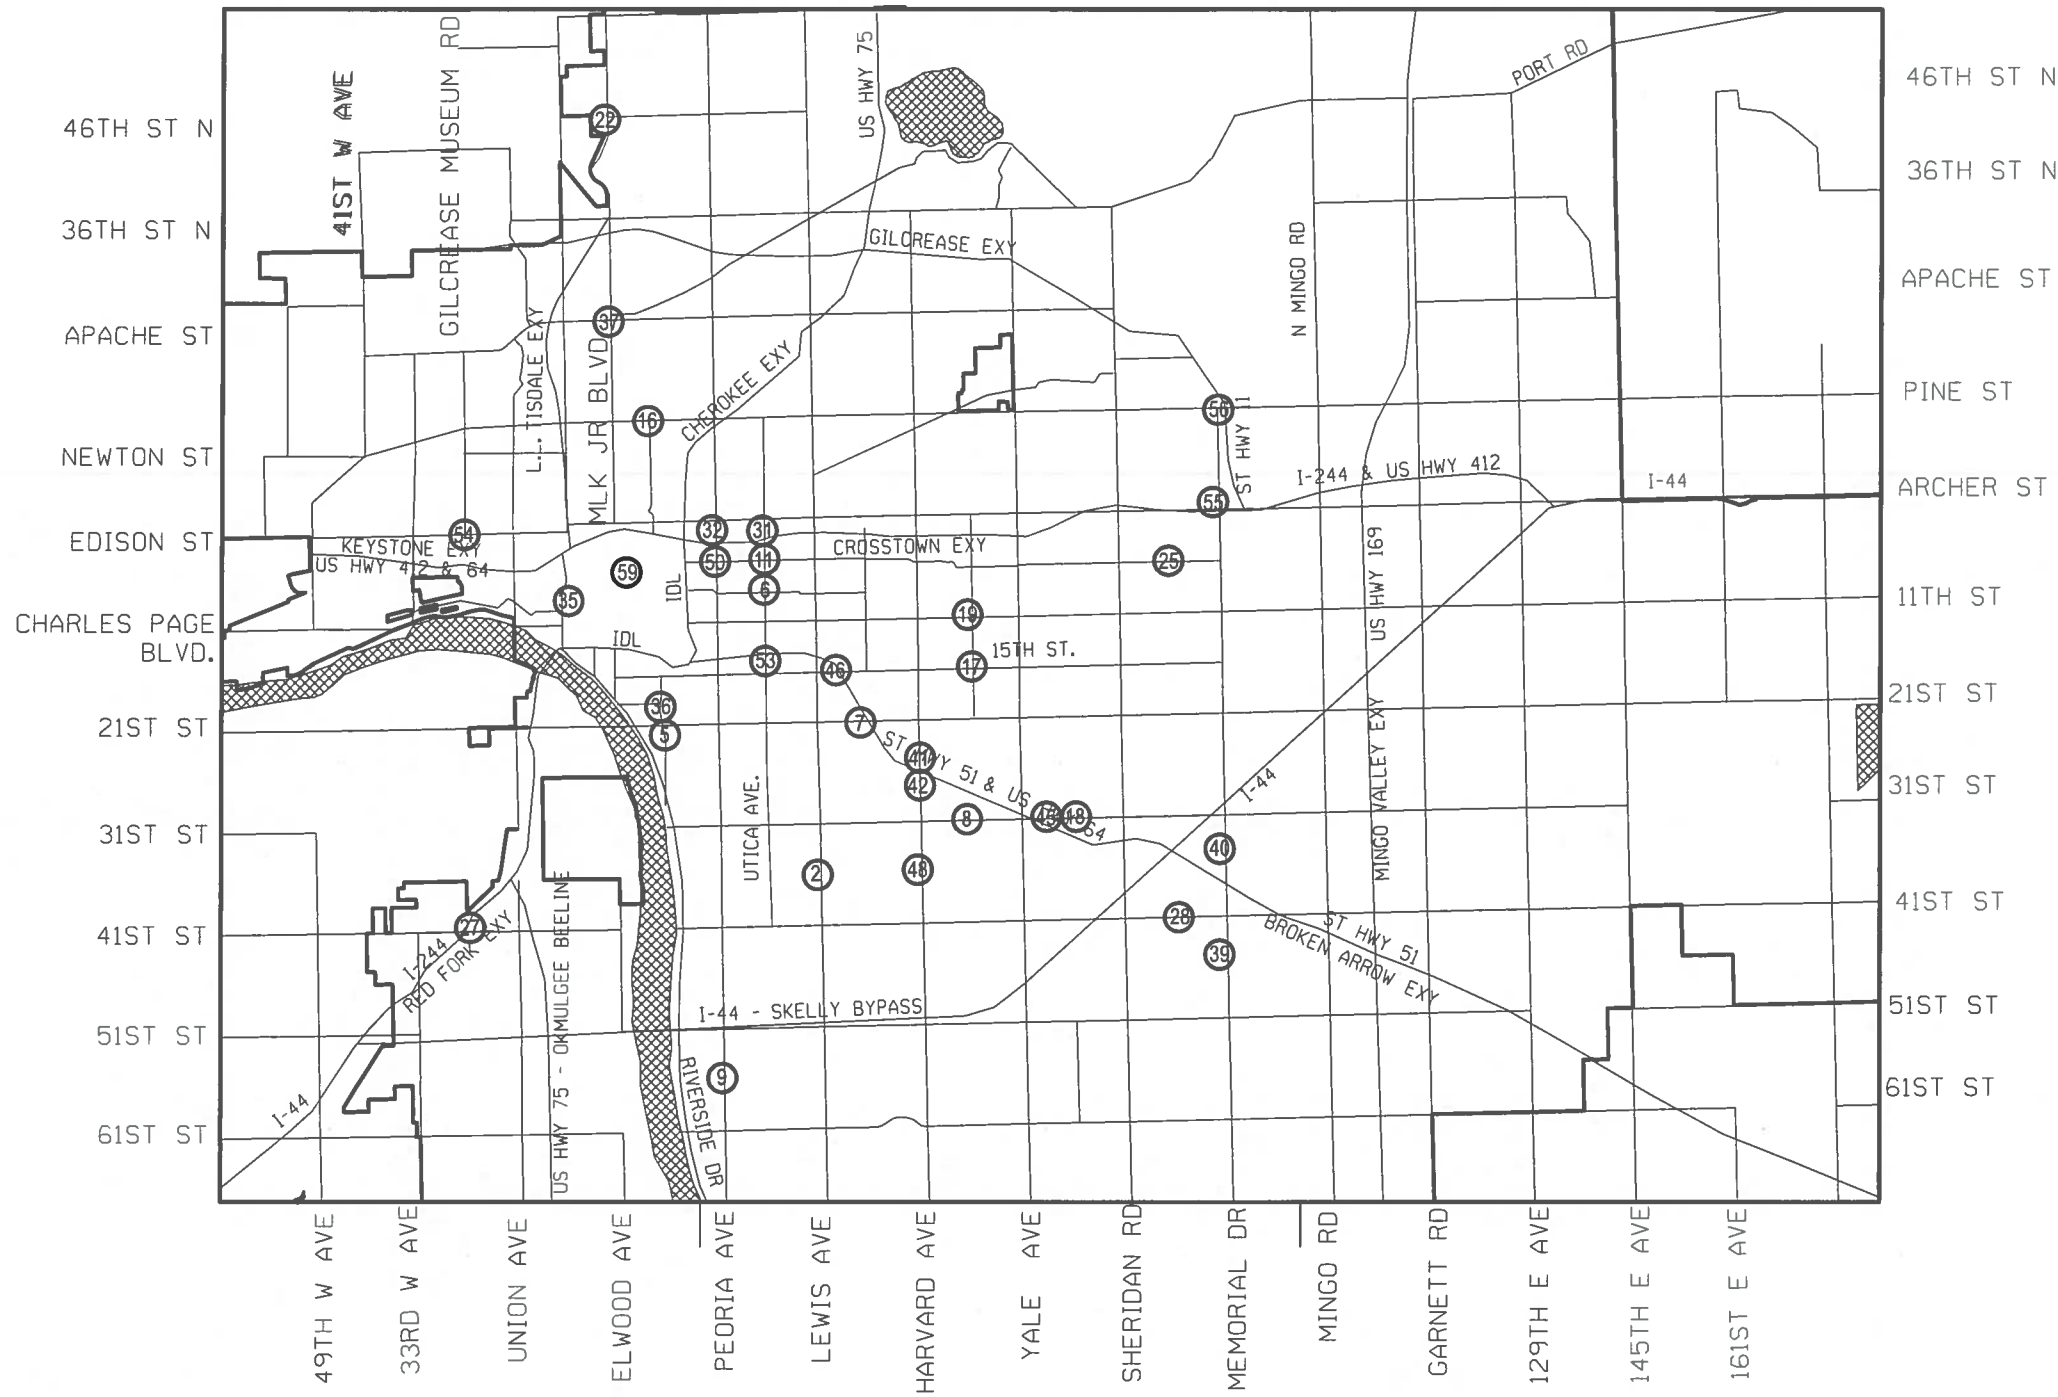 GILCREASE MUSEUM RD
41ST W AVE
US HWY 75
PORT RD
46TH ST N
46TH ST N
22
36TH ST N
36TH ST N
GILCREASE EXY
N MINGO RD
APACHE ST
APACHE ST
37
L.L. TISDALE EXY
MLK JR BLVD
CHEROKEE EXY
PINE ST
16
56
ST HWY 11
NEWTON ST
I-244 & US HWY 412
I-44
ARCHER ST
55
EDISON ST
54
32
31
KEYSTONE EXY
US HWY 412 & 64
CROSSTOWN EXY
50
11
25
59
IDL
6
35
19
US HWY 169
11TH ST
CHARLES PAGE
BLVD.
IDL
53
46
17
15TH ST.
36
21ST ST
21ST ST
5
7
41
42
ST HWY 51 & US
64
I-44
MINGO VALLEY EXY
31ST ST
31ST ST
UTICA AVE.
8
45
18
40
2
48
41ST ST
41ST ST
27
I-244
RED FORK EXY
28
39
ST HWY 51
BROKEN ARROW EXY
51ST ST
51ST ST
I-44 - SKELLY BYPASS
US HWY 75 - OKMULGEE BEELINE
RIVERSIDE DR
9
I-44
61ST ST
61ST ST
49TH W AVE
33RD W AVE
UNION AVE
ELWOOD AVE
PEORIA AVE
LEWIS AVE
HARVARD AVE
YALE AVE
SHERIDAN RD
MEMORIAL DR
MINGO RD
GARNETT RD
129TH E AVE
145TH E AVE
161ST E AVE